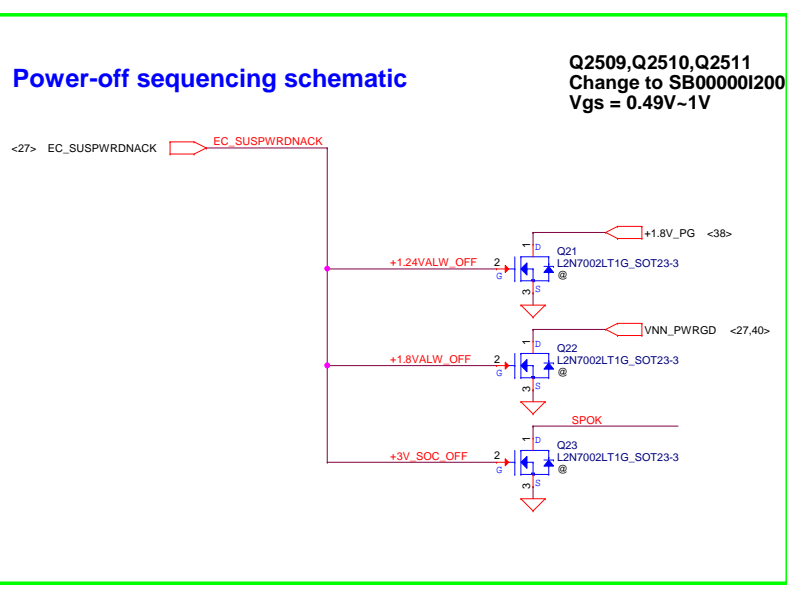 Power-off sequencing schematic
Q2509,Q2510,Q2511
Change to SB00000I200
Vgs = 0.49V~1V
<27> EC_SUSPWRDNACK
EC_SUSPWRDNACK
+1.8V_PG <38>
1
D
Q21
+1.24VALW_OFF
2
G
L2N7002LT1G_SOT23-3
@
3
S
VNN_PWRGD <27,40>
1
D
Q22
+1.8VALW_OFF
2
G
L2N7002LT1G_SOT23-3
@
3
S
SPOK
1
D
Q23
+3V_SOC_OFF
2
G
L2N7002LT1G_SOT23-3
@
3
S